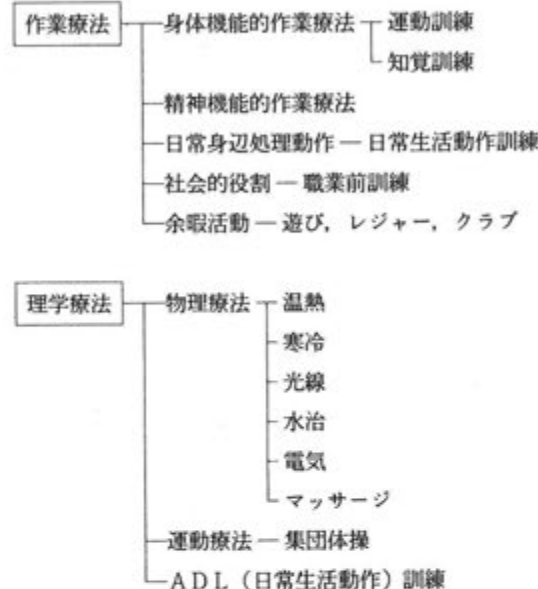 作業療法 身体機能的作業療法 運動訓練
知覚訓練
精神機能的作業療法
日常身辺処理動作 日常生活動作訓練
社会的役割 職業前訓練
余暇活動 遊び，レジャー，クラブ
理学療法 物理療法 温熱
寒冷
光線
水治
電気
マッサージ
運動療法 集団体操
ＡＤＬ（日常生活動作）訓練